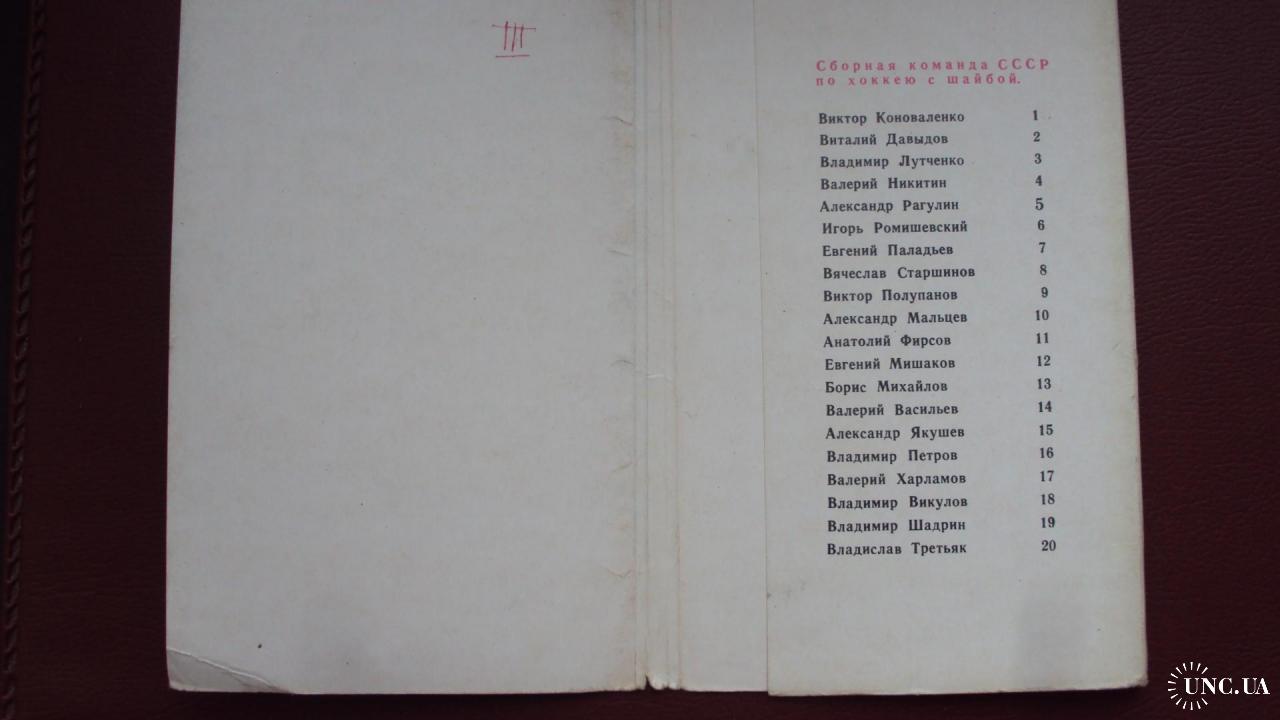 III
Сборная команда СССР
по хоккею с шайбой.
Виктор Коноваленко 1
Виталий Давыдов 2
Владимир Лутченко 3
Валерий Никитин 4
Александр Рагулин 5
Игорь Ромишевский 6
Евгений Паладьев 7
Вячеслав Старшинов 8
Виктор Полупанов 9
Александр Мальцев 10
Анатолий Фирсов 11
Евгений Мишаков 12
Борис Михайлов 13
Валерий Васильев 14
Александр Якушев 15
Владимир Петров 16
Валерий Харламов 17
Владимир Викулов 18
Владимир Шадрин 19
Владислав Третьяк 20
UNC.UA